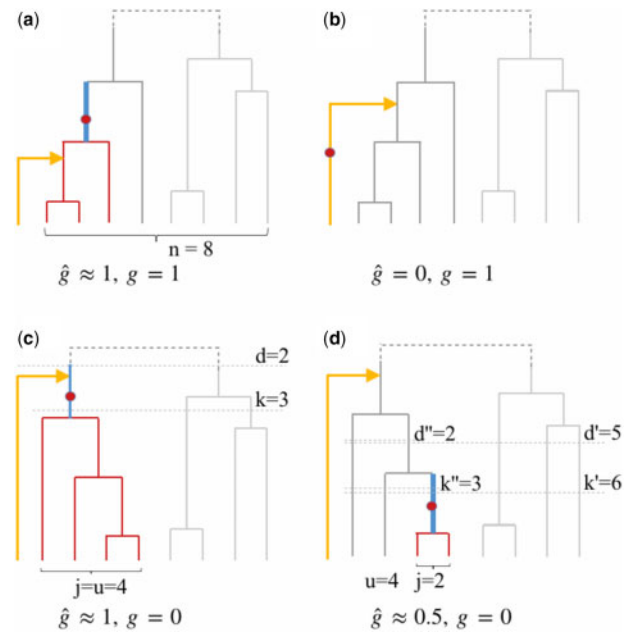 (a)
(b)
n = 8
ĝ ≈ 1, g = 1
ĝ = 0, g = 1
(c)
(d)
d=2
k=3
d"=2
d'=5
k"=3
k'=6
j=u=4
u=4
j=2
ĝ ≈ 1, g = 0
ĝ ≈ 0.5, g = 0